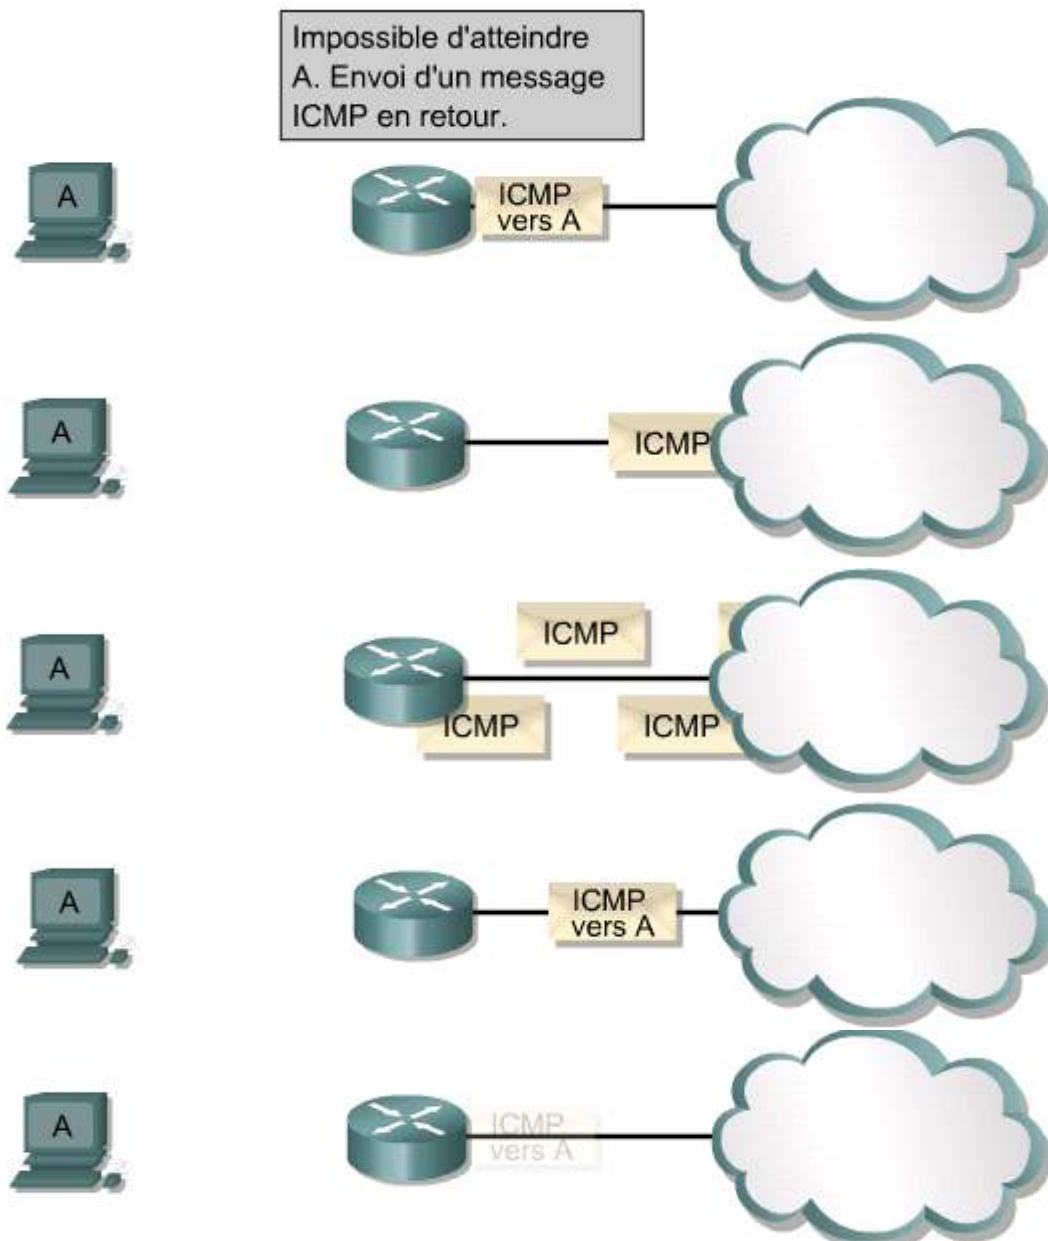 Impossible d'atteindre
A. Envoi d'un message
ICMP en retour.
A
ICMP
vers A
A
ICMP
A
ICMP
ICMP
ICMP
A
ICMP
vers A
A
ICMP
vers A